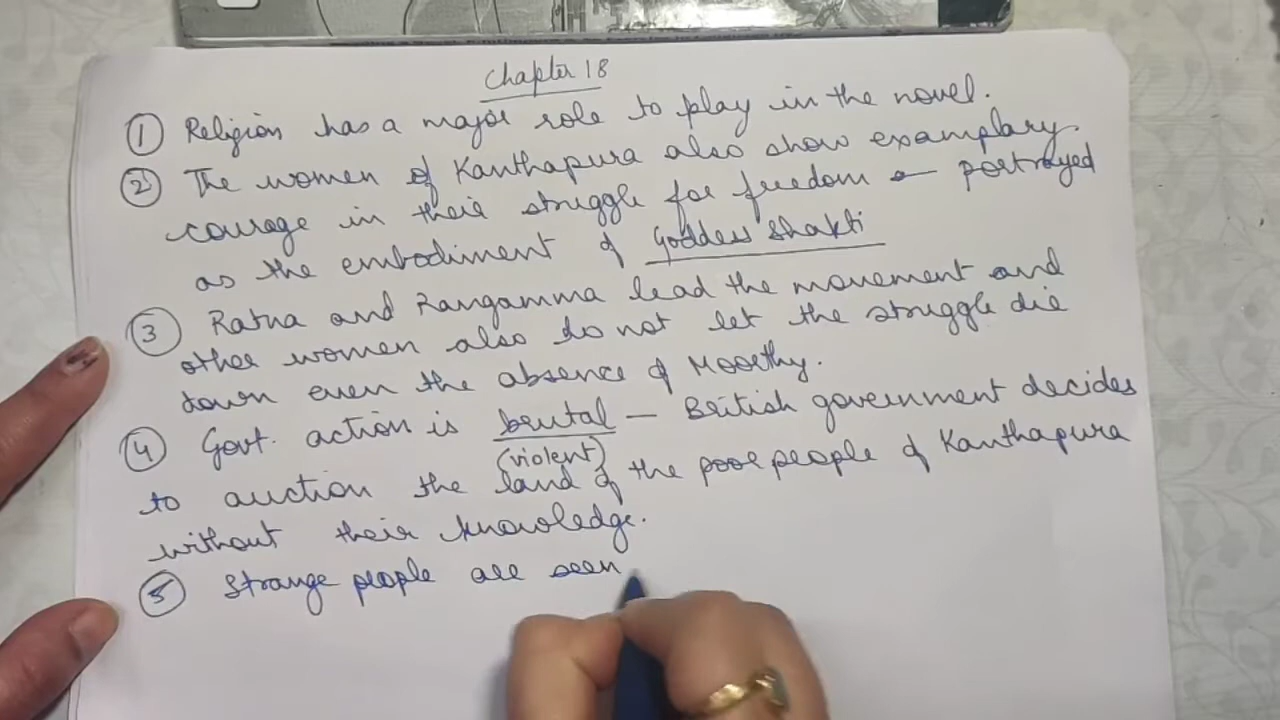 Chapter 18
① Religion has a major role to play in the novel.
② The women of Kanthapura also show examplary
courage in their struggle for freedom — portrayed
as the embodiment of Goddess Shakti
③ Ratna and Rangamma lead the movement and
other women also do not let the struggle die
down even the absence of Moorthy.
④ Govt. action is brutal — British government decides
(violent)
to auction the land of the poor people of Kanthapura
without their knowledge.
⑤ Strange people are seen